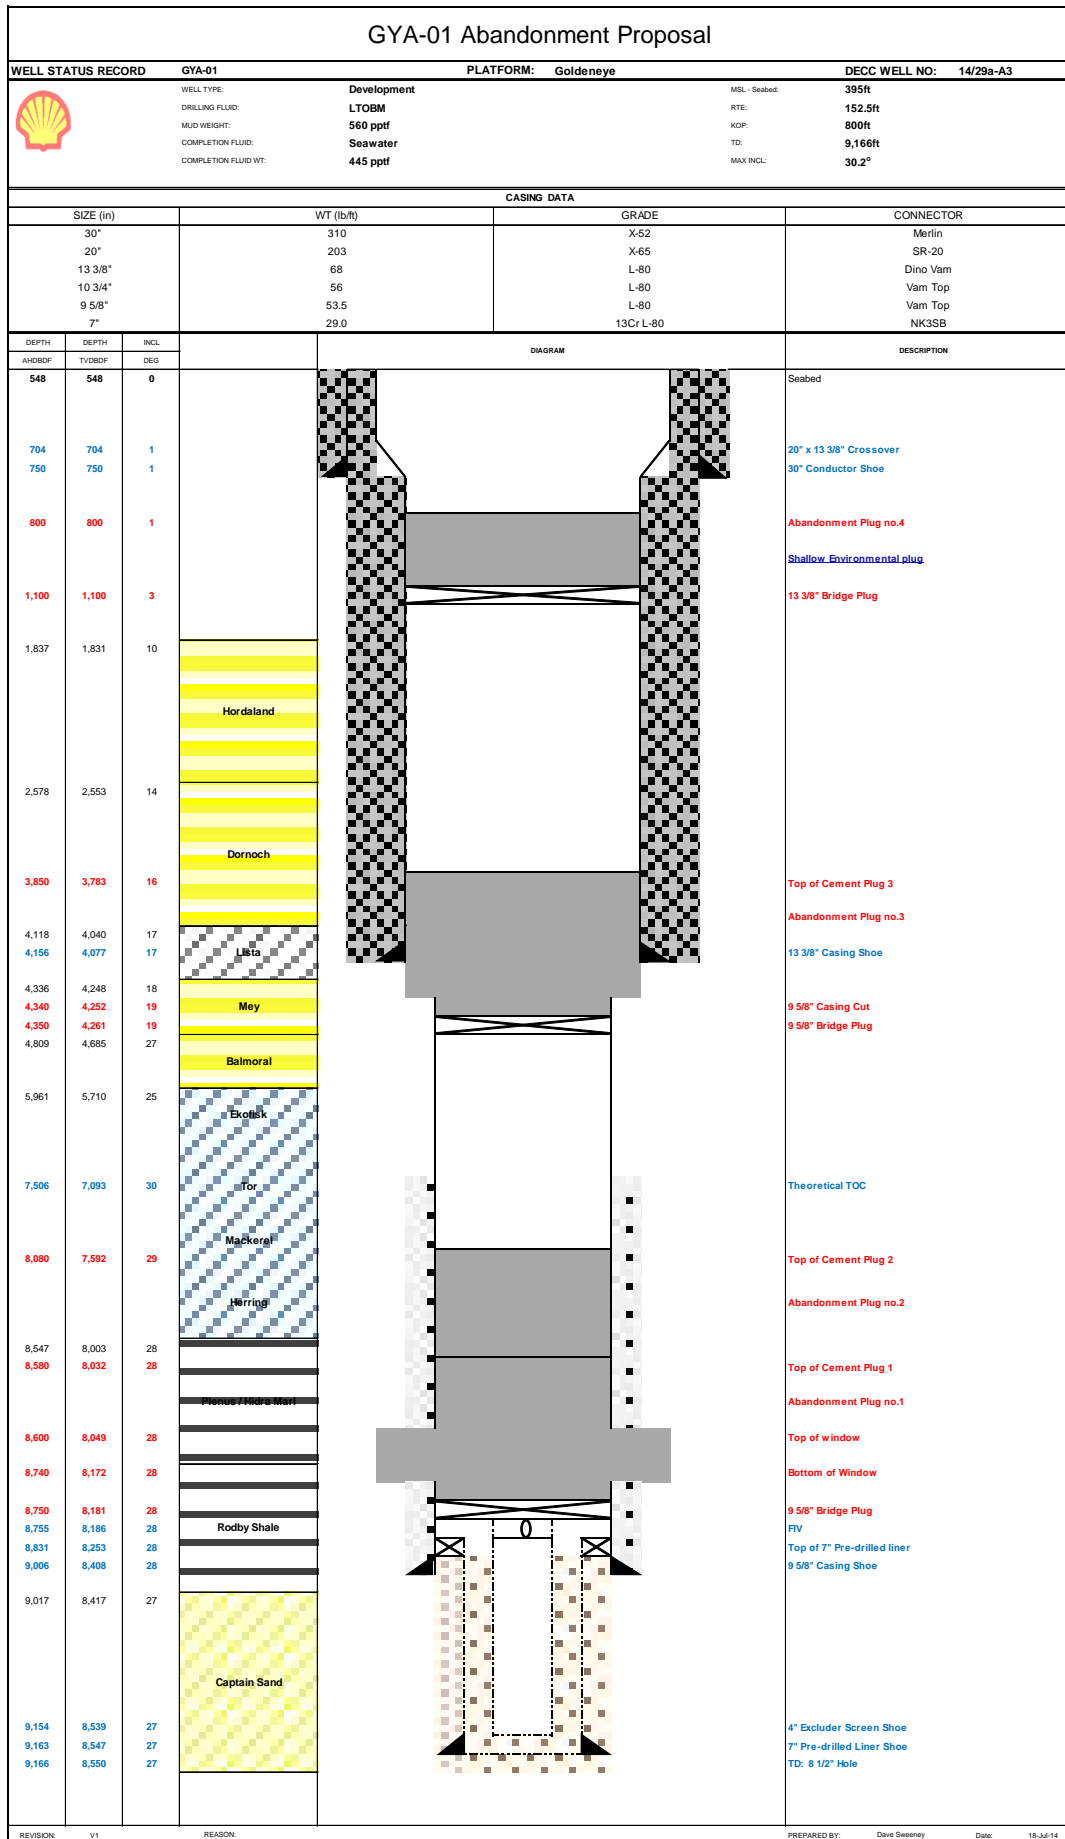 GYA-01 Abandonment Proposal
WELL STATUS RECORD GYA-01 PLATFORM: Goldeneye DECC WELL NO: 14/29a-A3
WELL TYPE: Development MSL - Seabed: 395ft
DRILLING FLUID: LTOBM RTE: 152.5ft
MUD WEIGHT: 560 pptf KOP: 800ft
COMPLETION FLUID: Seawater TD: 9,166ft
COMPLETION FLUID WT: 445 pptf MAX INCL: 30.2°
CASING DATA
SIZE (in) WT (lb/ft) GRADE CONNECTOR
30" 310 X-52 Merlin
20" 203 X-65 SR-20
13 3/8" 68 L-80 Dino Vam
10 3/4" 56 L-80 Vam Top
9 5/8" 53.5 L-80 Vam Top
7" 29.0 13Cr L-80 NK3SB
DEPTH DEPTH INCL DIAGRAM DESCRIPTION
AHDBDF TVDBDF DEG
548 548 0 Seabed
704 704 1 20" x 13 3/8" Crossover
750 750 1 30" Conductor Shoe
800 800 1 Abandonment Plug no.4
Shallow Environmental plug
1,100 1,100 3 13 3/8" Bridge Plug
1,837 1,831 10
Hordaland
2,578 2,553 14
Dornoch
3,850 3,783 16 Top of Cement Plug 3
Abandonment Plug no.3
4,118 4,040 17
4,156 4,077 17 Lista 13 3/8" Casing Shoe
4,336 4,248 18
4,340 4,252 19 Mey 9 5/8" Casing Cut
4,350 4,261 19 9 5/8" Bridge Plug
4,809 4,685 27
Balmoral
5,961 5,710 25
Ekofisk
7,506 7,093 30 Tor Theoretical TOC
Mackerel
8,080 7,592 29 Top of Cement Plug 2
Herring Abandonment Plug no.2
8,547 8,003 28
8,580 8,032 28 Top of Cement Plug 1
Plenus / Hidra Marl Abandonment Plug no.1
8,600 8,049 28 Top of window
8,740 8,172 28 Bottom of Window
8,750 8,181 28 9 5/8" Bridge Plug
8,755 8,186 28 Rodby Shale FIV
8,831 8,253 28 Top of 7" Pre-drilled liner
9,006 8,408 28 9 5/8" Casing Shoe
9,017 8,417 27
Captain Sand
9,154 8,539 27 4" Excluder Screen Shoe
9,163 8,547 27 7" Pre-drilled Liner Shoe
9,166 8,550 27 TD: 8 1/2" Hole
REVISION: V1 REASON: PREPARED BY: Dave Sweeney Date: 18-Jul-14